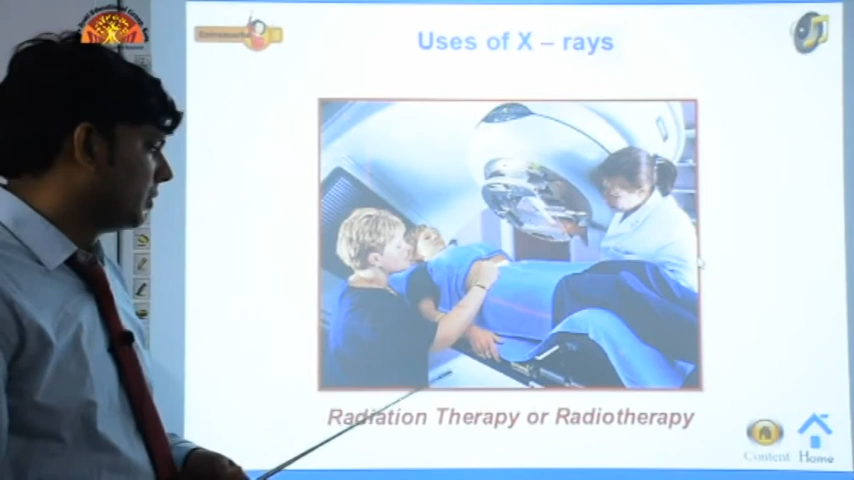 Uses of X – rays
Radiation Therapy or Radiotherapy
Content Home